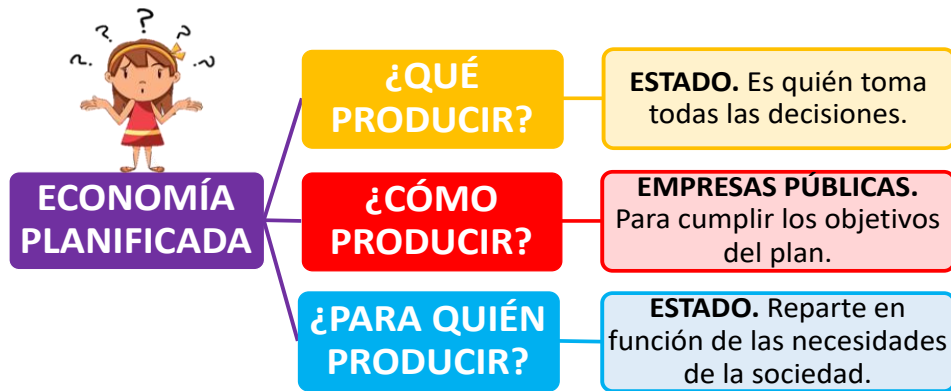 ? ? ? ? ?
ECONOMÍA
PLANIFICADA
¿QUÉ
PRODUCIR?
ESTADO. Es quién toma
todas las decisiones.
¿CÓMO
PRODUCIR?
EMPRESAS PÚBLICAS.
Para cumplir los objetivos
del plan.
¿PARA QUIÉN
PRODUCIR?
ESTADO. Reparte en
función de las necesidades
de la sociedad.